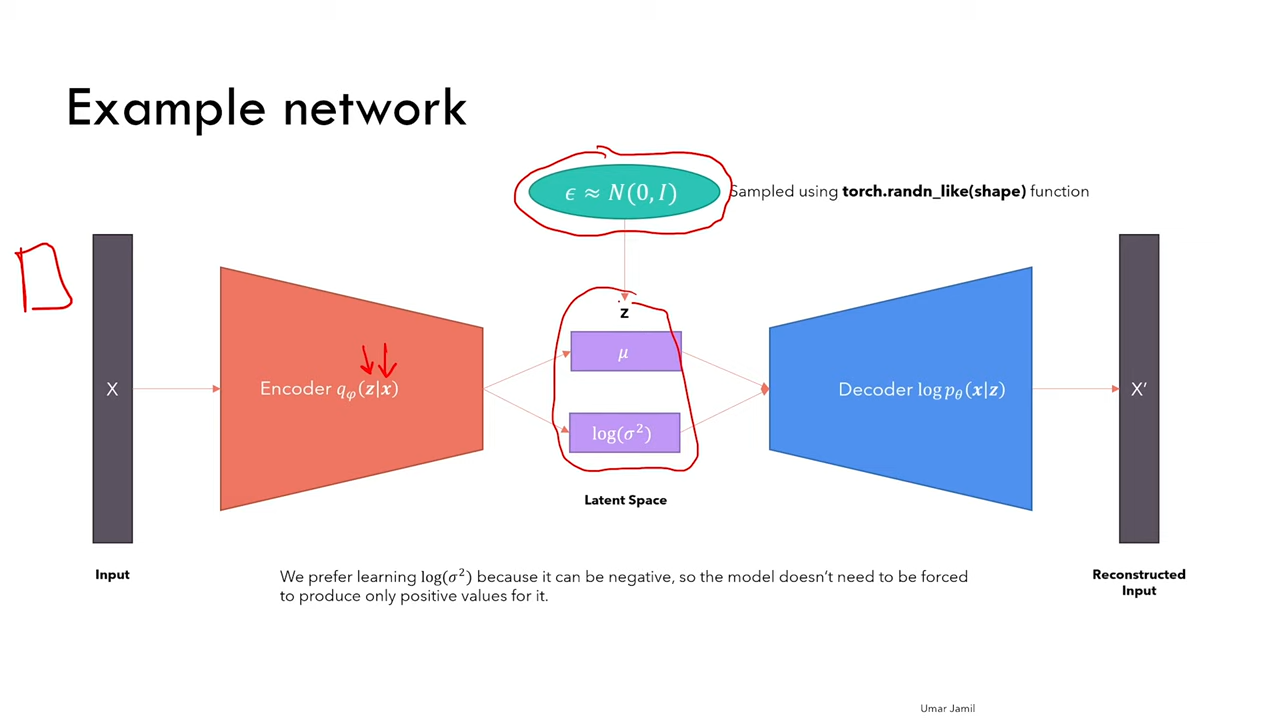 Example network
ϵ ≈ N(0, I)
Sampled using torch.randn_like(shape) function
X
Encoder qφ(z|x)
z
μ
log(σ²)
Latent Space
Decoder log pθ(x|z)
X’
Input
Reconstructed
Input
We prefer learning log(σ²) because it can be negative, so the model doesn’t need to be forced
to produce only positive values for it.
Umar Jamil